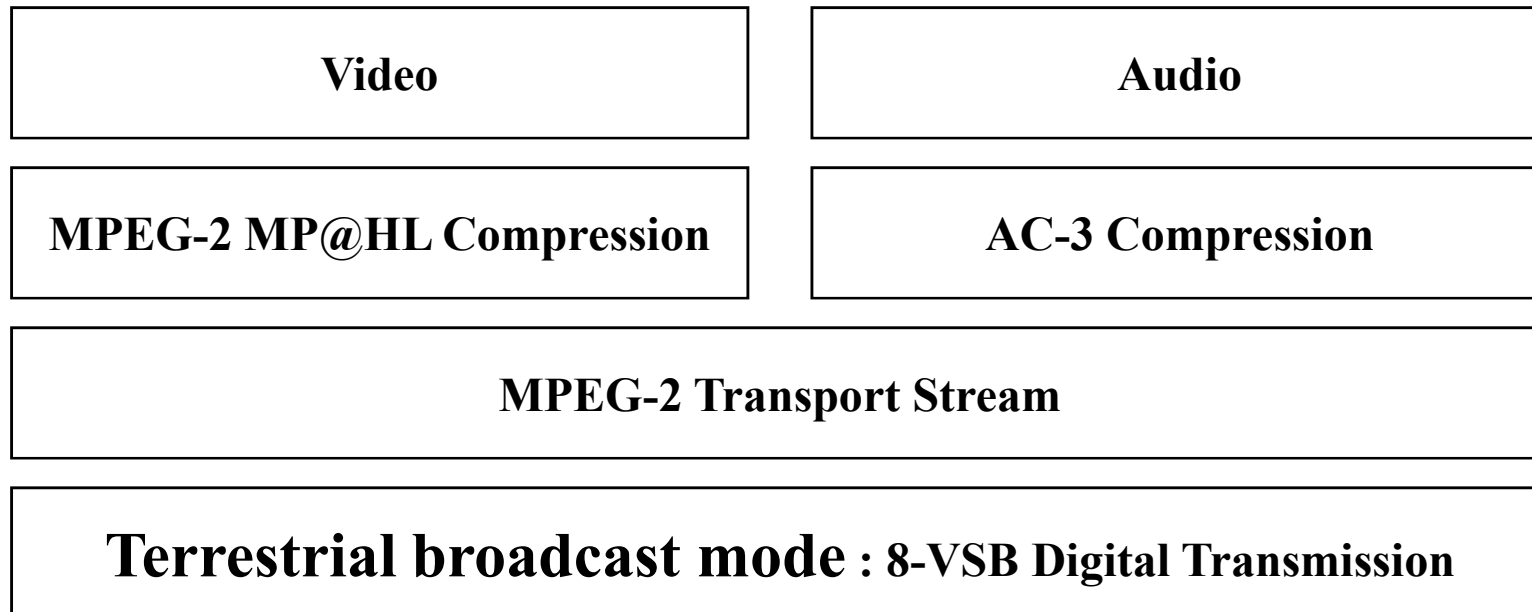 Video
Audio
MPEG-2 MP@HL Compression
AC-3 Compression
MPEG-2 Transport Stream
Terrestrial broadcast mode : 8-VSB Digital Transmission